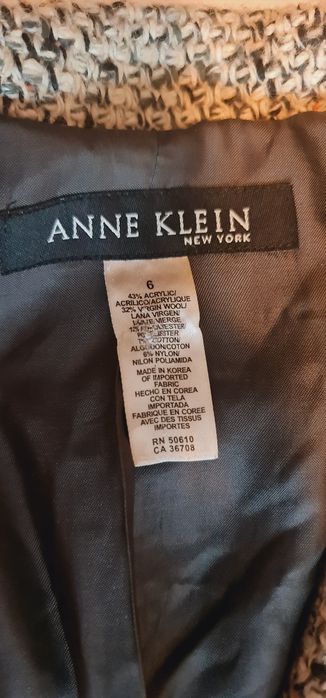 ANNE KLEIN
NEW YORK
6
43% ACRYLIC/
ACRILICO/ACRYLIQUE
32% VIRGIN WOOL/
LANA VIRGEN/
VIERGE
POLYESTER/
COTTON/
ALGODON/COTON
6% NYLON/
NILON POLIAMIDA
MADE IN KOREA
OF IMPORTED
FABRIC
HECHO EN COREA
CON TELA
IMPORTADA
FABRIQUE EN COREE
AVEC DES TISSUS
IMPORTES
RN 50610
CA 36708